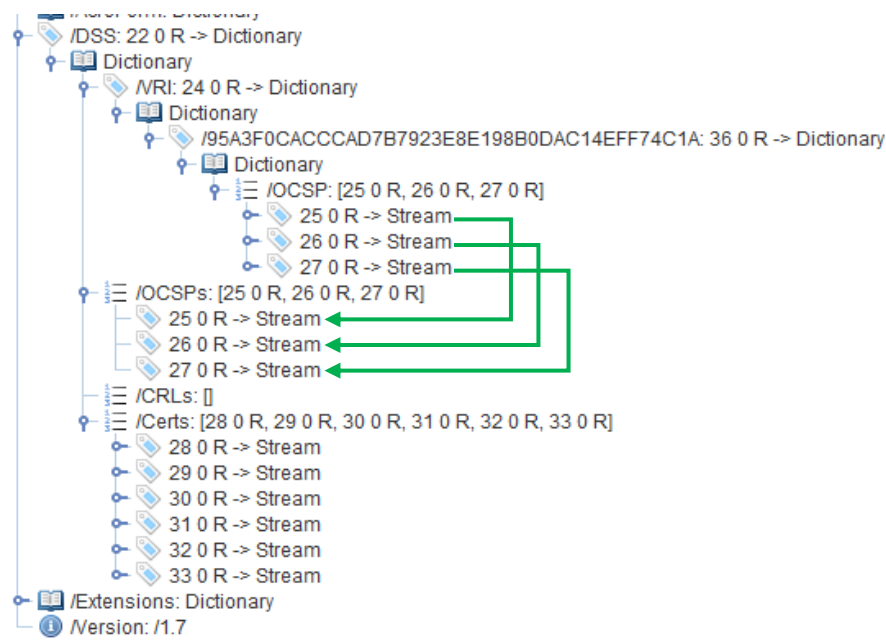 /AcroForm: Dictionary
/DSS: 22 0 R -> Dictionary
Dictionary
/VRI: 24 0 R -> Dictionary
Dictionary
/95A3F0CACCCAD7B7923E8E198B0DAC14EFF74C1A: 36 0 R -> Dictionary
Dictionary
/OCSP: [25 0 R, 26 0 R, 27 0 R]
25 0 R -> Stream
26 0 R -> Stream
27 0 R -> Stream
/OCSPs: [25 0 R, 26 0 R, 27 0 R]
25 0 R -> Stream
26 0 R -> Stream
27 0 R -> Stream
/CRLs: []
/Certs: [28 0 R, 29 0 R, 30 0 R, 31 0 R, 32 0 R, 33 0 R]
28 0 R -> Stream
29 0 R -> Stream
30 0 R -> Stream
31 0 R -> Stream
32 0 R -> Stream
33 0 R -> Stream
/Extensions: Dictionary
/Version: /1.7